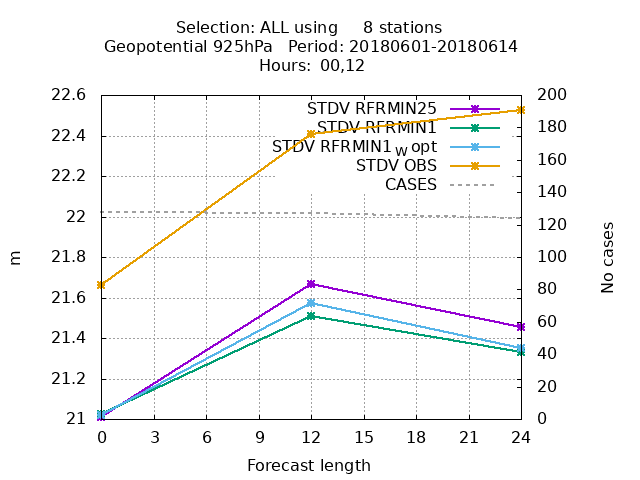 Selection: ALL using     8 stations
Geopotential 925hPa   Period: 20180601-20180614
Hours: 00,12
22.6
22.4
22.2
22
21.8
21.6
21.4
21.2
21
m
STDV RFRMIN25
STDV RFRMIN1
STDV RFRMIN1_W opt
STDV OBS
CASES
200
180
160
140
120
100
80
60
40
20
0
No cases
0 3 6 9 12 15 18 21 24
Forecast length